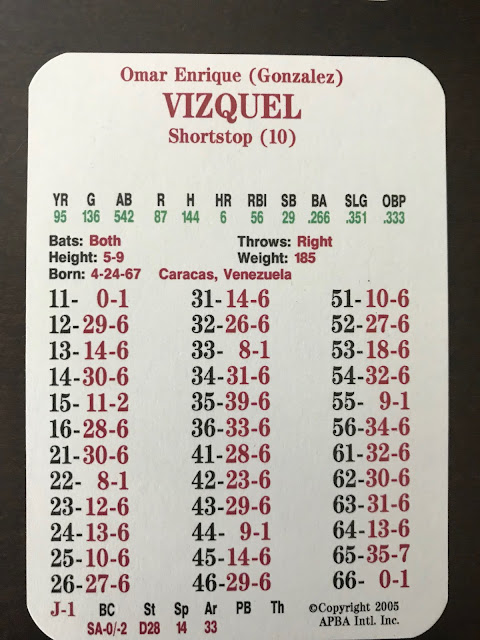 Omar Enrique (Gonzalez)
VIZQUEL
Shortstop (10)
YR G AB R H HR RBI SB BA SLG OBP
95 136 542 87 144 6 56 29 .266 .351 .333
Bats: Both Throws: Right
Height: 5-9 Weight: 185
Born: 4-24-67 Caracas, Venezuela
11- 0-1 31-14-6 51-10-6
12-29-6 32-26-6 52-27-6
13-14-6 33- 8-1 53-18-6
14-30-6 34-31-6 54-32-6
15- 11-2 35-39-6 55- 9-1
16-28-6 36-33-6 56-34-6
21-30-6 41-28-6 61-32-6
22- 8-1 42-23-6 62-30-6
23-12-6 43-29-6 63-31-6
24-13-6 44- 9-1 64-13-6
25-10-6 45-14-6 65-35-7
26-27-6 46-29-6 66- 0-1
J-1 BC St Sp Ar PB Th ©Copyright 2005
SA-0/-2 D28 14 33 APBA Intl. Inc.